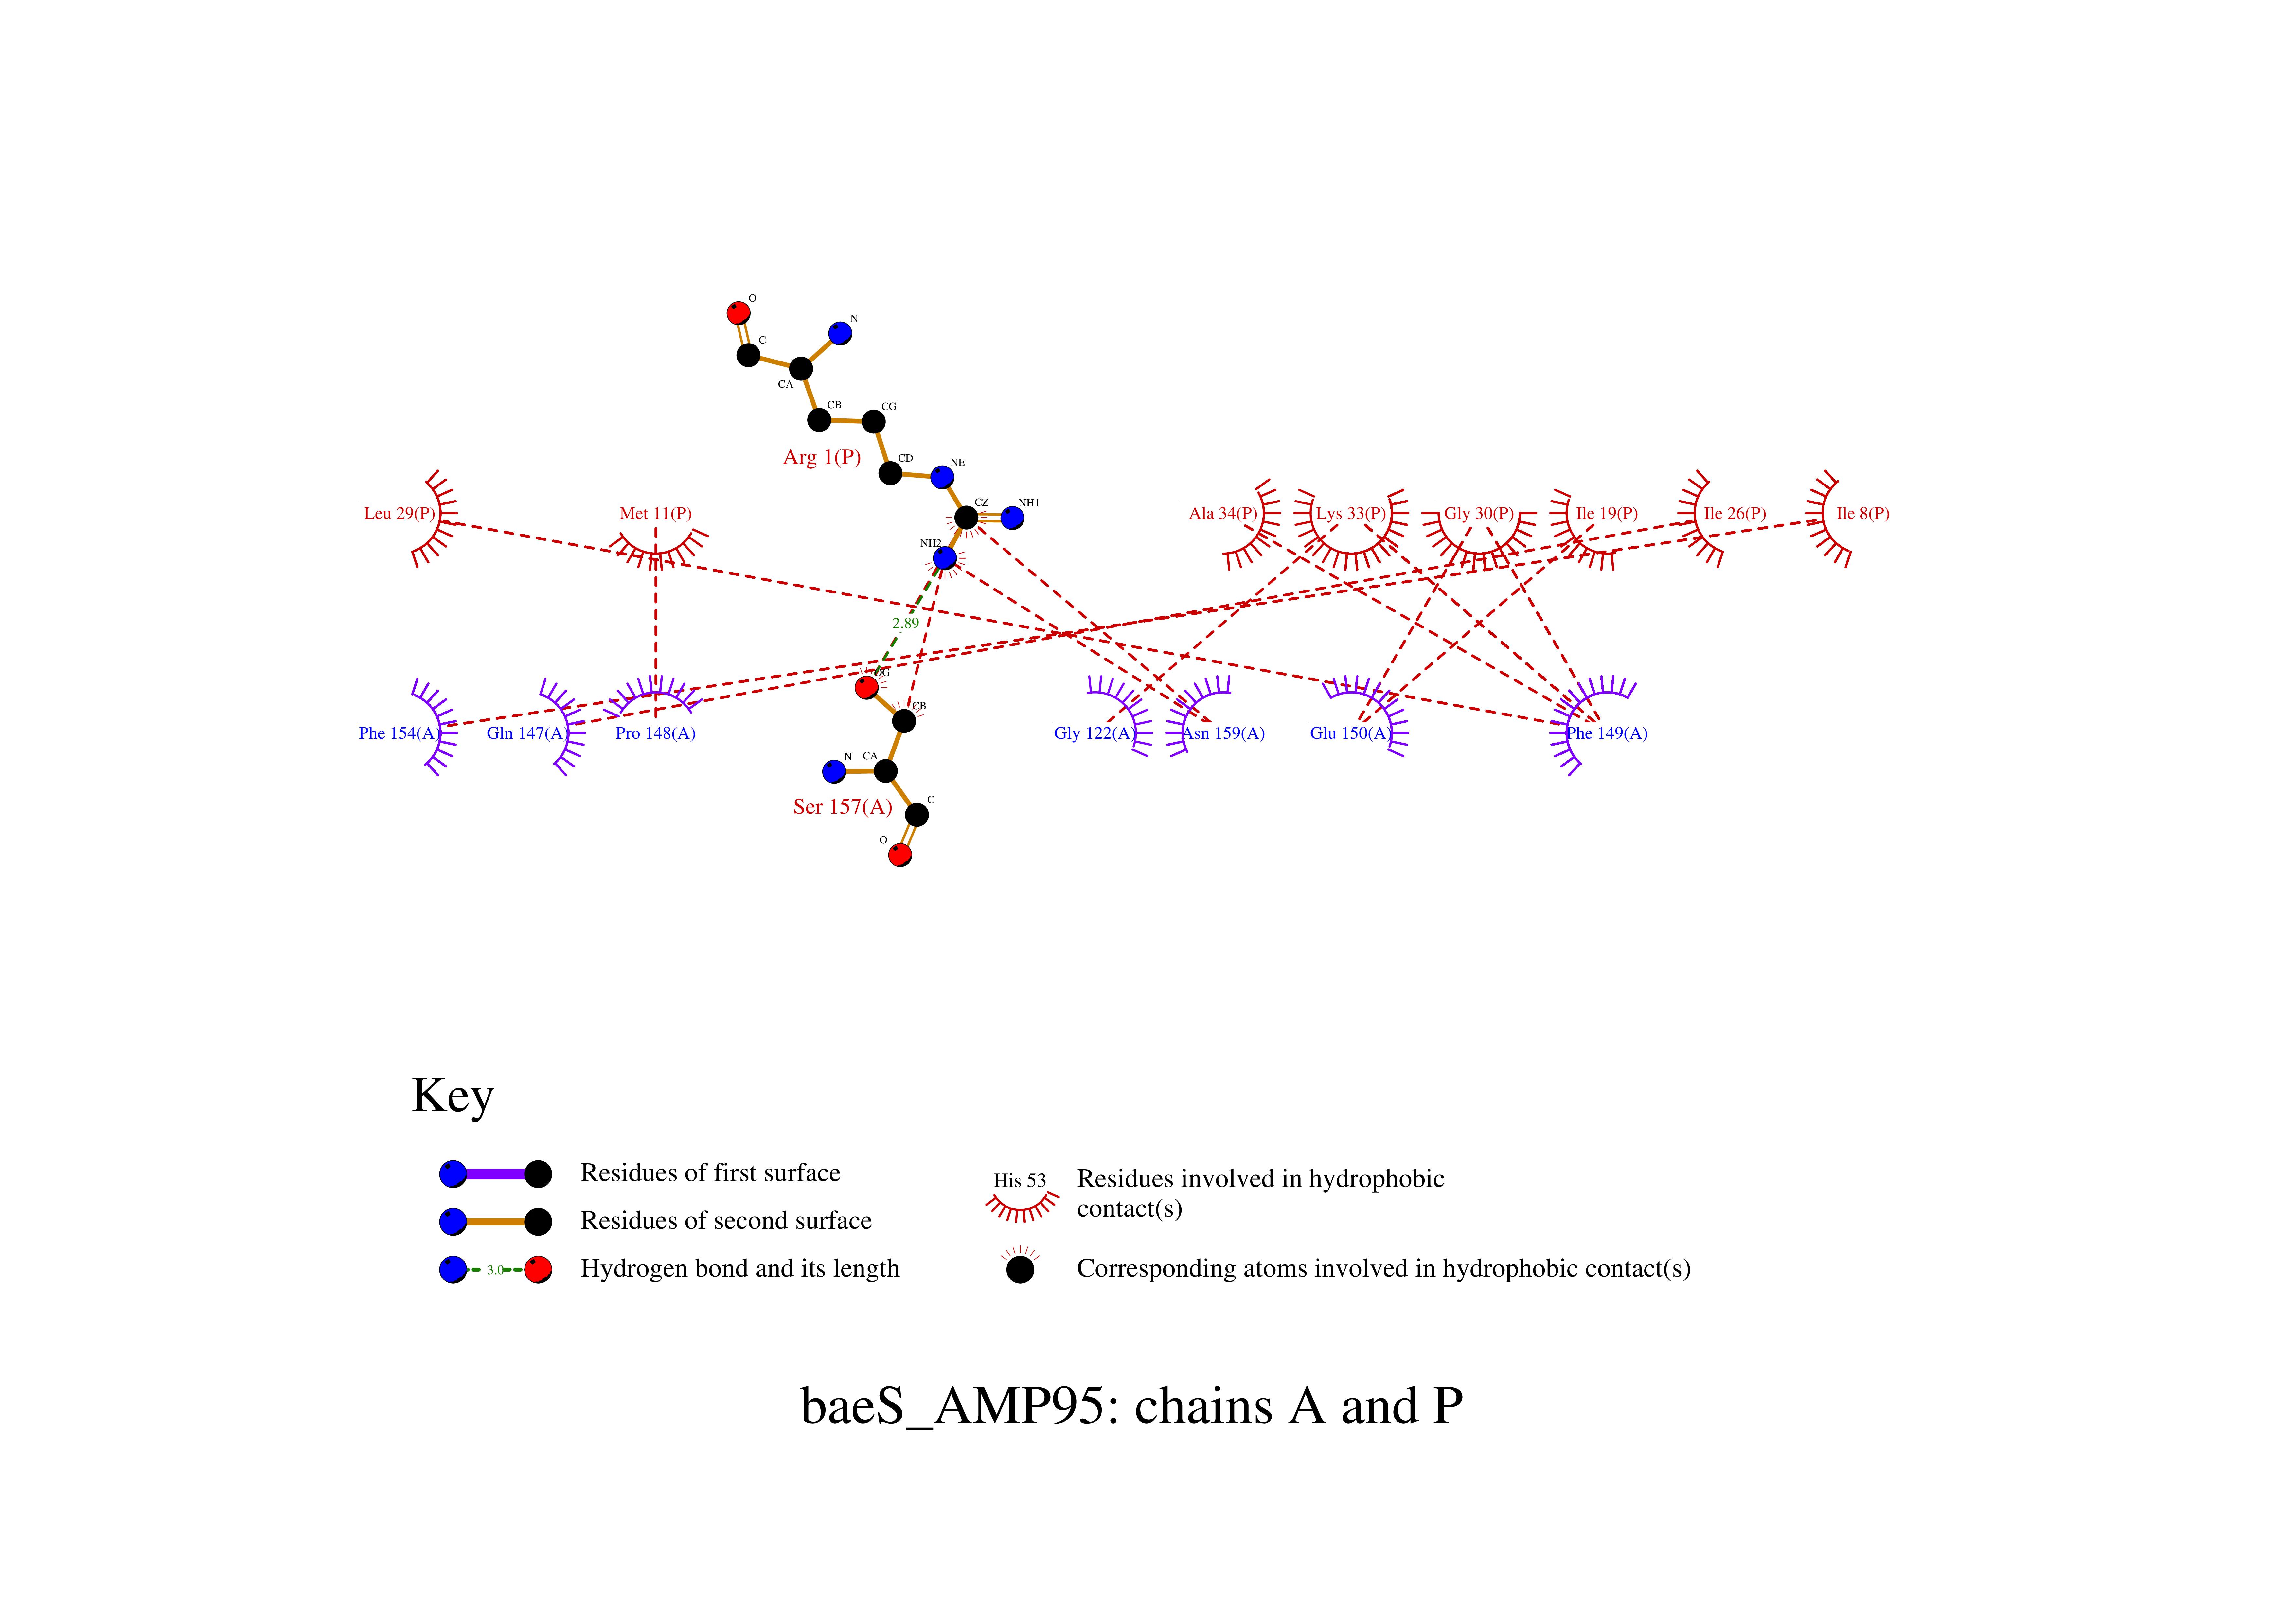 O
N
C
CA
CB
CG
Arg 1(P)
CD
NE
CZ
NH1
NH2
Leu 29(P)
Met 11(P)
Ala 34(P)
Lys 33(P)
Gly 30(P)
Ile 19(P)
Ile 26(P)
Ile 8(P)
2.89
OG
CB
Phe 154(A)
Gln 147(A)
Pro 148(A)
Gly 122(A)
Asn 159(A)
Glu 150(A)
Phe 149(A)
N
CA
Ser 157(A)
C
O
Key
Residues of first surface
Residues of second surface
3.0
Hydrogen bond and its length
His 53
Residues involved in hydrophobic
contact(s)
Corresponding atoms involved in hydrophobic contact(s)
baeS_AMP95: chains A and P